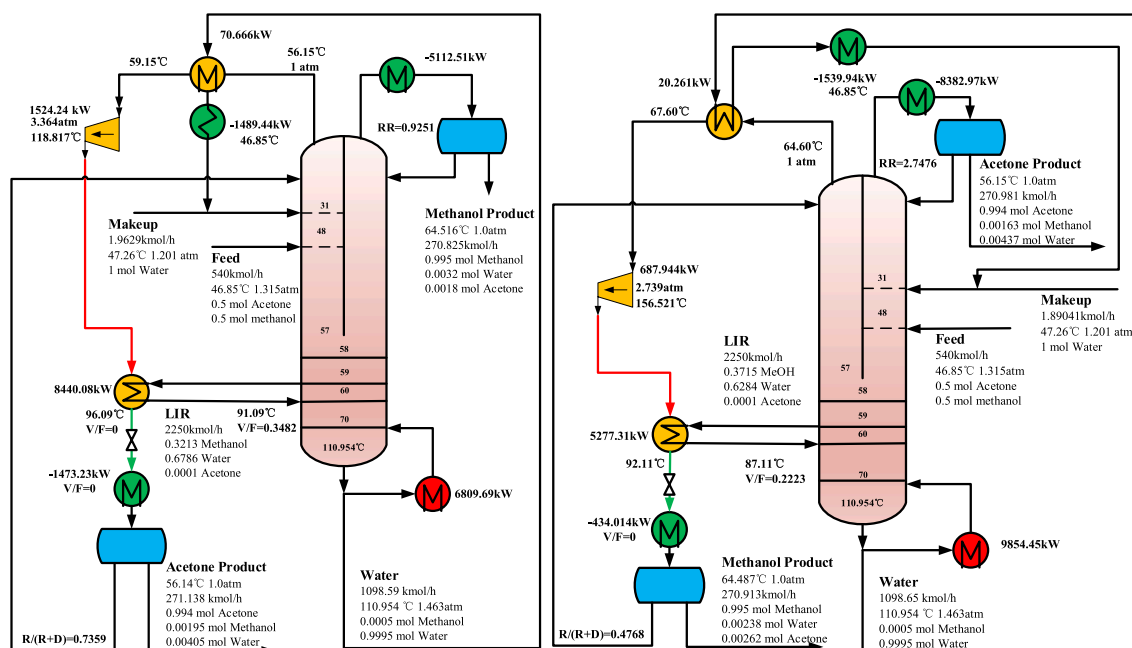 70.666kW
59.15℃
56.15℃
1 atm
-5112.51kW
1524.24 kW
3.364atm
118.817℃
-1489.44kW
46.85℃
RR=0.9251
Methanol Product
64.516℃ 1.0atm
270.825kmol/h
0.995 mol Methanol
0.0032 mol Water
0.0018 mol Acetone
Makeup
1.9629kmol/h
47.26℃ 1.201 atm
1 mol Water
Feed
540kmol/h
46.85℃ 1.315atm
0.5 mol Acetone
0.5 mol methanol
31
48
57
58
59
60
70
110.954℃
8440.08kW
96.09℃
V/F=0
LIR
2250kmol/h
0.3213 Methanol
0.6786 Water
0.0001 Acetone
91.09℃
V/F=0.3482
-1473.23kW
V/F=0
6809.69kW
Acetone Product
56.14℃ 1.0atm
271.138 kmol/h
0.994 mol Acetone
0.00195 mol Methanol
0.00405 mol Water
R/(R+D)=0.7359
Water
1098.59 kmol/h
110.954 ℃ 1.463atm
0.0005 mol Methanol
0.9995 mol Water
20.261kW
-1539.94kW
46.85℃
-8382.97kW
67.60℃
64.60℃
1 atm
RR=2.7476
Acetone Product
56.15℃ 1.0atm
270.981 kmol/h
0.994 mol Acetone
0.00163 mol Methanol
0.00437 mol Water
687.944kW
2.739atm
156.521℃
31
48
57
58
59
60
70
110.954℃
Makeup
1.89041kmol/h
47.26℃ 1.201 atm
1 mol Water
Feed
540kmol/h
46.85℃ 1.315atm
0.5 mol Acetone
0.5 mol methanol
LIR
2250kmol/h
0.3715 MeOH
0.6284 Water
0.0001 Acetone
5277.31kW
92.11℃
87.11℃
V/F=0.2223
-434.014kW
V/F=0
9854.45kW
Methanol Product
64.487℃ 1.0atm
270.913kmol/h
0.995 mol Methanol
0.00238 mol Water
0.00262 mol Acetone
R/(R+D)=0.4768
Water
1098.65 kmol/h
110.954 ℃ 1.463atm
0.0005 mol Methanol
0.9995 mol Water